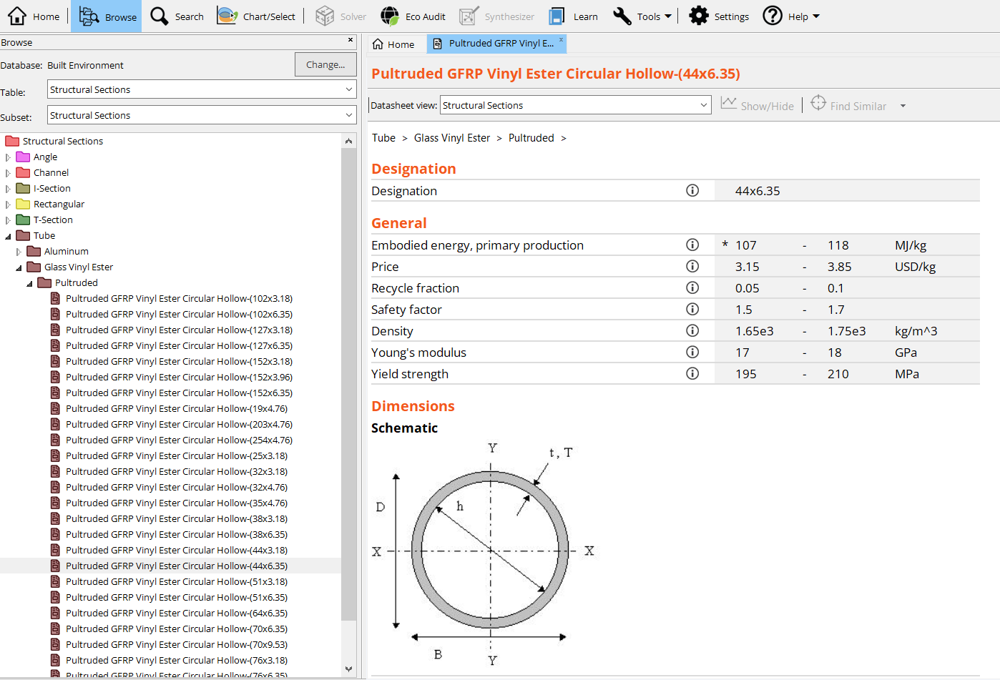 Home Browse Search Chart/Select Solver Eco Audit Synthesizer Learn Tools Settings Help
Browse
Database: Built Environment Change...
Table: Structural Sections
Subset: Structural Sections
Structural Sections
Angle
Channel
I-Section
Rectangular
T-Section
Tube
Aluminum
Glass Vinyl Ester
Pultruded
Pultruded GFRP Vinyl Ester Circular Hollow-(102x3.18)
Pultruded GFRP Vinyl Ester Circular Hollow-(102x6.35)
Pultruded GFRP Vinyl Ester Circular Hollow-(127x3.18)
Pultruded GFRP Vinyl Ester Circular Hollow-(127x6.35)
Pultruded GFRP Vinyl Ester Circular Hollow-(152x3.18)
Pultruded GFRP Vinyl Ester Circular Hollow-(152x3.96)
Pultruded GFRP Vinyl Ester Circular Hollow-(152x6.35)
Pultruded GFRP Vinyl Ester Circular Hollow-(19x4.76)
Pultruded GFRP Vinyl Ester Circular Hollow-(203x4.76)
Pultruded GFRP Vinyl Ester Circular Hollow-(254x4.76)
Pultruded GFRP Vinyl Ester Circular Hollow-(25x3.18)
Pultruded GFRP Vinyl Ester Circular Hollow-(32x3.18)
Pultruded GFRP Vinyl Ester Circular Hollow-(32x4.76)
Pultruded GFRP Vinyl Ester Circular Hollow-(35x4.76)
Pultruded GFRP Vinyl Ester Circular Hollow-(38x3.18)
Pultruded GFRP Vinyl Ester Circular Hollow-(38x6.35)
Pultruded GFRP Vinyl Ester Circular Hollow-(44x3.18)
Pultruded GFRP Vinyl Ester Circular Hollow-(44x6.35)
Pultruded GFRP Vinyl Ester Circular Hollow-(51x3.18)
Pultruded GFRP Vinyl Ester Circular Hollow-(51x6.35)
Pultruded GFRP Vinyl Ester Circular Hollow-(64x6.35)
Pultruded GFRP Vinyl Ester Circular Hollow-(70x6.35)
Pultruded GFRP Vinyl Ester Circular Hollow-(70x9.53)
Pultruded GFRP Vinyl Ester Circular Hollow-(76x3.18)
Pultruded GFRP Vinyl Ester Circular Hollow-(76x6.35)
Home Pultruded GFRP Vinyl E...
Pultruded GFRP Vinyl Ester Circular Hollow-(44x6.35)
Datasheet view: Structural Sections Show/Hide Find Similar
Tube > Glass Vinyl Ester > Pultruded >
Designation
Designation 44x6.35
General
Embodied energy, primary production * 107 - 118 MJ/kg
Price 3.15 - 3.85 USD/kg
Recycle fraction 0.05 - 0.1
Safety factor 1.5 - 1.7
Density 1.65e3 - 1.75e3 kg/m^3
Young's modulus 17 - 18 GPa
Yield strength 195 - 210 MPa
Dimensions
Schematic
Y
t, T
D
h
X X
B
Y